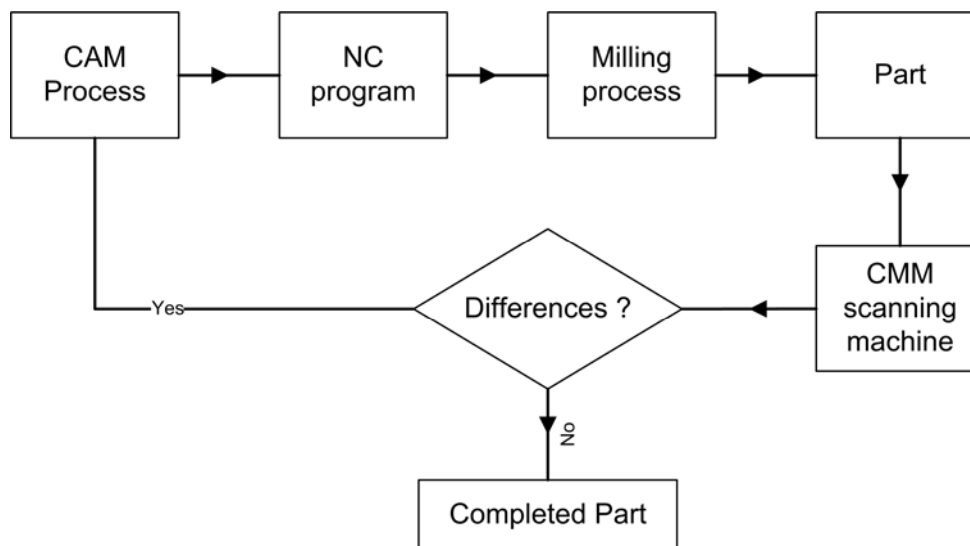 CAM
Process
NC
program
Milling
process
Part
CMM
scanning
machine
Differences ?
Yes
No
Completed Part